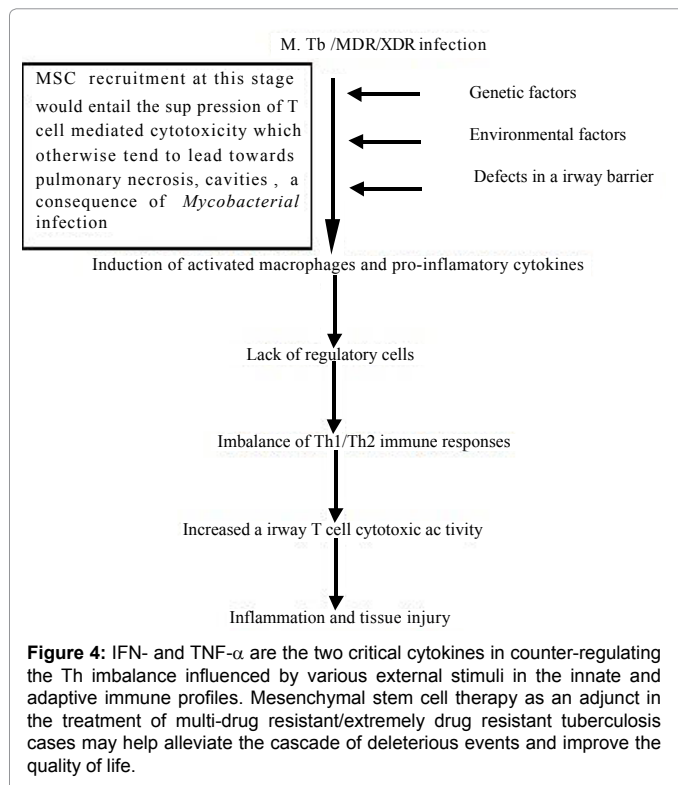 M. Tb /MDR/XDR infection
MSC recruitment at this stage
would entail the sup pression of T
cell mediated cytotoxicity which
otherwise tend to lead towards
pulmonary necrosis, cavities , a
consequence of Mycobacterial
infection
Genetic factors
Environmental factors
Defects in a irway barrier
Induction of activated macrophages and pro-inflamatory cytokines
Lack of regulatory cells
Imbalance of Th1/Th2 immune responses
Increased a irway T cell cytotoxic ac tivity
Inflammation and tissue injury
Figure 4: IFN- and TNF-α are the two critical cytokines in counter-regulating
the Th imbalance influenced by various external stimuli in the innate and
adaptive immune profiles. Mesenchymal stem cell therapy as an adjunct in
the treatment of multi-drug resistant/extremely drug resistant tuberculosis
cases may help alleviate the cascade of deleterious events and improve the
quality of life.